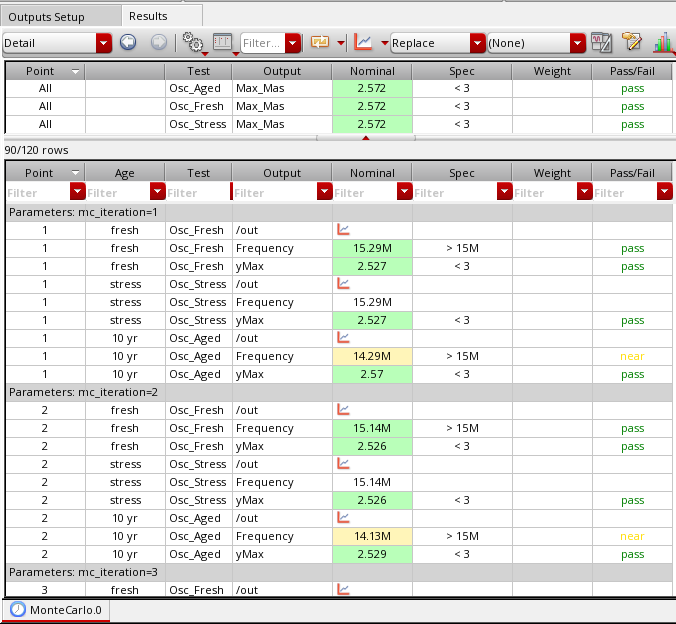 Outputs Setup Results
Detail Filter... Replace (None)
Point Test Output Nominal Spec Weight Pass/Fail
All Osc_Aged Max_Mas 2.572 < 3 pass
All Osc_Fresh Max_Mas 2.572 < 3 pass
All Osc_Stress Max_Mas 2.572 < 3 pass
90/120 rows
Point Age Test Output Nominal Spec Weight Pass/Fail
Filter Filter Filter Filter Filter Filter Filter Filter
Parameters: mc_iteration=1
1 fresh Osc_Fresh /out
1 fresh Osc_Fresh Frequency 15.29M > 15M pass
1 fresh Osc_Fresh yMax 2.527 < 3 pass
1 stress Osc_Stress /out
1 stress Osc_Stress Frequency 15.29M
1 stress Osc_Stress yMax 2.527 < 3 pass
1 10 yr Osc_Aged /out
1 10 yr Osc_Aged Frequency 14.29M > 15M near
1 10 yr Osc_Aged yMax 2.57 < 3 pass
Parameters: mc_iteration=2
2 fresh Osc_Fresh /out
2 fresh Osc_Fresh Frequency 15.14M > 15M pass
2 fresh Osc_Fresh yMax 2.526 < 3 pass
2 stress Osc_Stress /out
2 stress Osc_Stress Frequency 15.14M
2 stress Osc_Stress yMax 2.526 < 3 pass
2 10 yr Osc_Aged /out
2 10 yr Osc_Aged Frequency 14.13M > 15M near
2 10 yr Osc_Aged yMax 2.529 < 3 pass
Parameters: mc_iteration=3
3 fresh Osc_Fresh /out
MonteCarlo.0